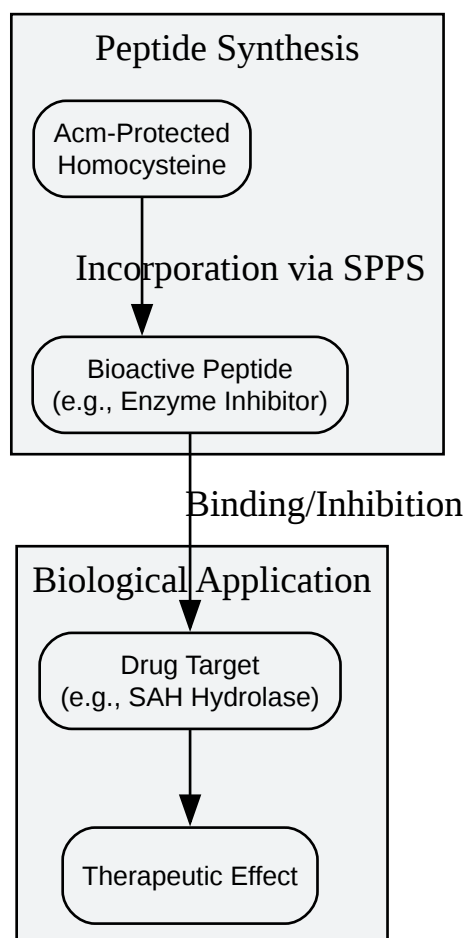 Peptide Synthesis
Acm-Protected
Homocysteine
Incorporation via SPPS
Bioactive Peptide
(e.g., Enzyme Inhibitor)
Binding/Inhibition
Biological Application
Drug Target
(e.g., SAH Hydrolase)
Therapeutic Effect